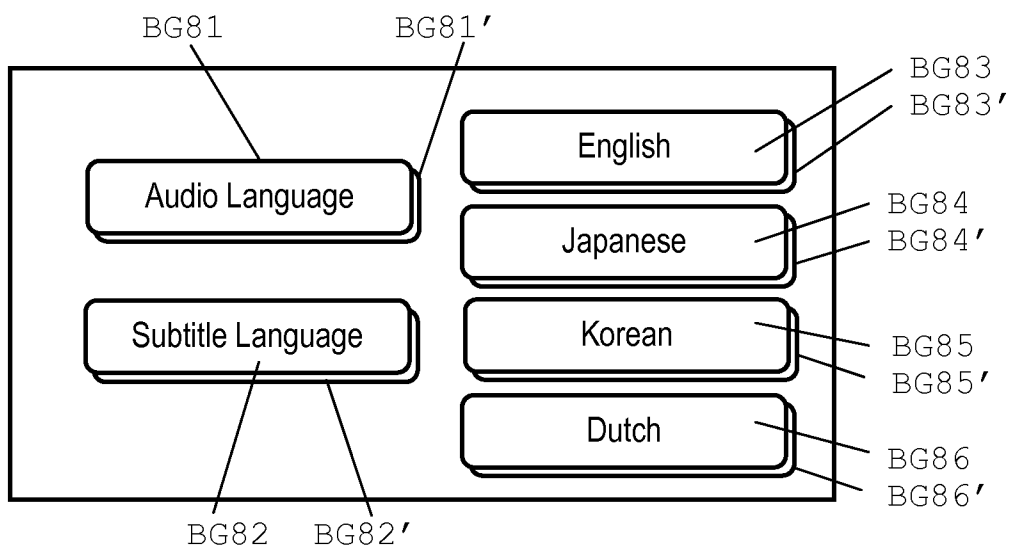 BG81 BG81'
BG83
BG83'
English
Audio Language
BG84
Japanese
BG84'
Subtitle Language
Korean
BG85
BG85'
Dutch
BG86
BG86'
BG82 BG82'